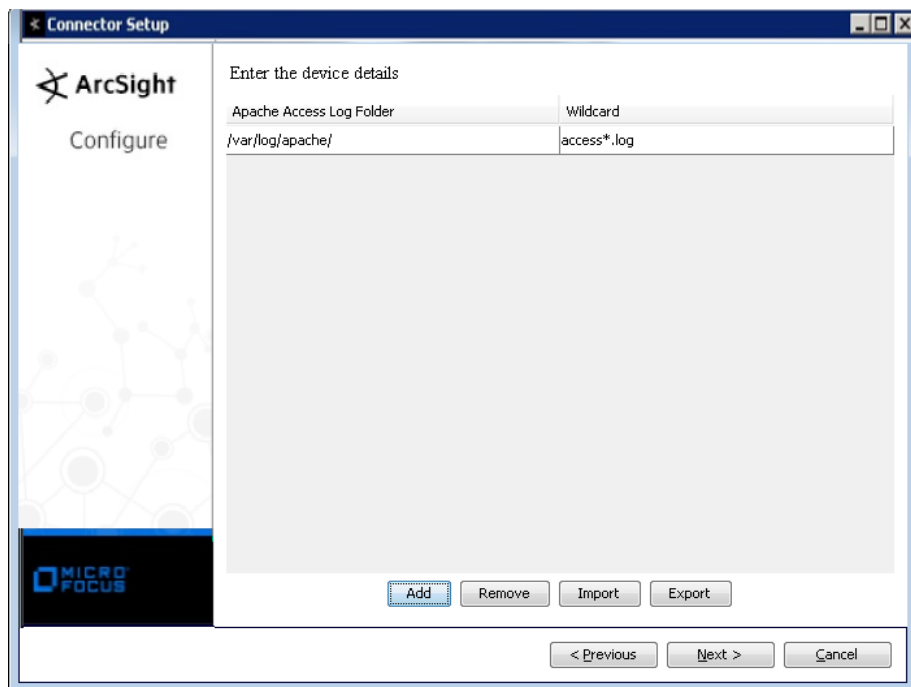 Connector Setup
ArcSight
Configure
Enter the device details
Apache Access Log Folder Wildcard
/var/log/apache/ access*.log
MICRO
FOCUS
Add Remove Import Export
< Previous Next > Cancel